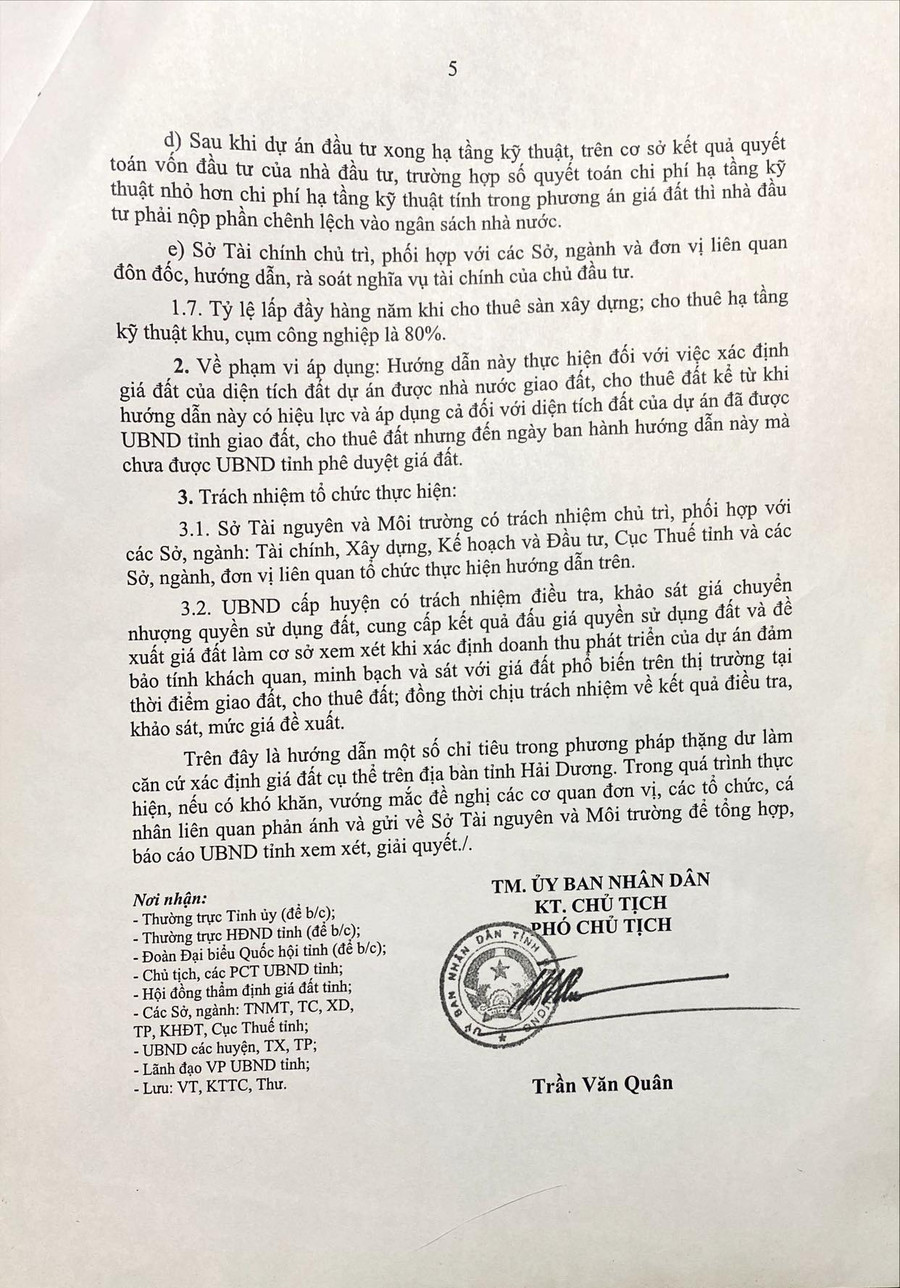 5
d) Sau khi dự án đầu tư xong hạ tầng kỹ thuật, trên cơ sở kết quả quyết
toán vốn đầu tư của nhà đầu tư, trường hợp số quyết toán chi phí hạ tầng kỹ
thuật nhỏ hơn chi phí hạ tầng kỹ thuật tính trong phương án giá đất thì nhà đầu
tư phải nộp phần chênh lệch vào ngân sách nhà nước.
e) Sở Tài chính chủ trì, phối hợp với các Sở, ngành và đơn vị liên quan
đôn đốc, hướng dẫn, rà soát nghĩa vụ tài chính của chủ đầu tư.
1.7. Tỷ lệ lấp đầy hàng năm khi cho thuê sàn xây dựng; cho thuê hạ tầng
kỹ thuật khu, cụm công nghiệp là 80%.
2. Về phạm vi áp dụng: Hướng dẫn này thực hiện đối với việc xác định
giá đất của diện tích đất dự án được nhà nước giao đất, cho thuê đất kể từ khi
hướng dẫn này có hiệu lực và áp dụng cả đối với diện tích đất của dự án đã được
UBND tỉnh giao đất, cho thuê đất nhưng đến ngày ban hành hướng dẫn này mà
chưa được UBND tỉnh phê duyệt giá đất.
3. Trách nhiệm tổ chức thực hiện:
3.1. Sở Tài nguyên và Môi trường có trách nhiệm chủ trì, phối hợp với
các Sở, ngành: Tài chính, Xây dựng, Kế hoạch và Đầu tư, Cục Thuế tỉnh và các
Sở, ngành, đơn vị liên quan tổ chức thực hiện hướng dẫn trên.
3.2. UBND cấp huyện có trách nhiệm điều tra, khảo sát giá chuyển
nhượng quyền sử dụng đất, cung cấp kết quả đấu giá quyền sử dụng đất và đề
xuất giá đất làm cơ sở xem xét khi xác định doanh thu phát triển của dự án đảm
bảo tính khách quan, minh bạch và sát với giá đất phổ biến trên thị trường tại
thời điểm giao đất, cho thuê đất; đồng thời chịu trách nhiệm về kết quả điều tra,
khảo sát, mức giá đề xuất.
Trên đây là hướng dẫn một số chỉ tiêu trong phương pháp thặng dư làm
căn cứ xác định giá đất cụ thể trên địa bàn tỉnh Hải Dương. Trong quá trình thực
hiện, nếu có khó khăn, vướng mắc đề nghị các cơ quan đơn vị, các tổ chức, cá
nhân liên quan phản ánh và gửi về Sở Tài nguyên và Môi trường để tổng hợp,
báo cáo UBND tỉnh xem xét, giải quyết./.
Nơi nhận:
- Thường trực Tỉnh ủy (để b/c);
- Thường trực HĐND tỉnh (để b/c);
- Đoàn Đại biểu Quốc hội tỉnh (để b/c);
- Chủ tịch, các PCT UBND tỉnh;
- Hội đồng thẩm định giá đất tỉnh;
- Các Sở, ngành: TNMT, TC, XD,
TP, KHĐT, Cục Thuế tỉnh;
- UBND các huyện, TX, TP;
- Lãnh đạo VP UBND tỉnh;
- Lưu: VT, KTTC, Thư.
TM. ỦY BAN NHÂN DÂN
KT. CHỦ TỊCH
PHÓ CHỦ TỊCH
ỦY BAN NHÂN DÂN TỈNH
Trần Văn Quân